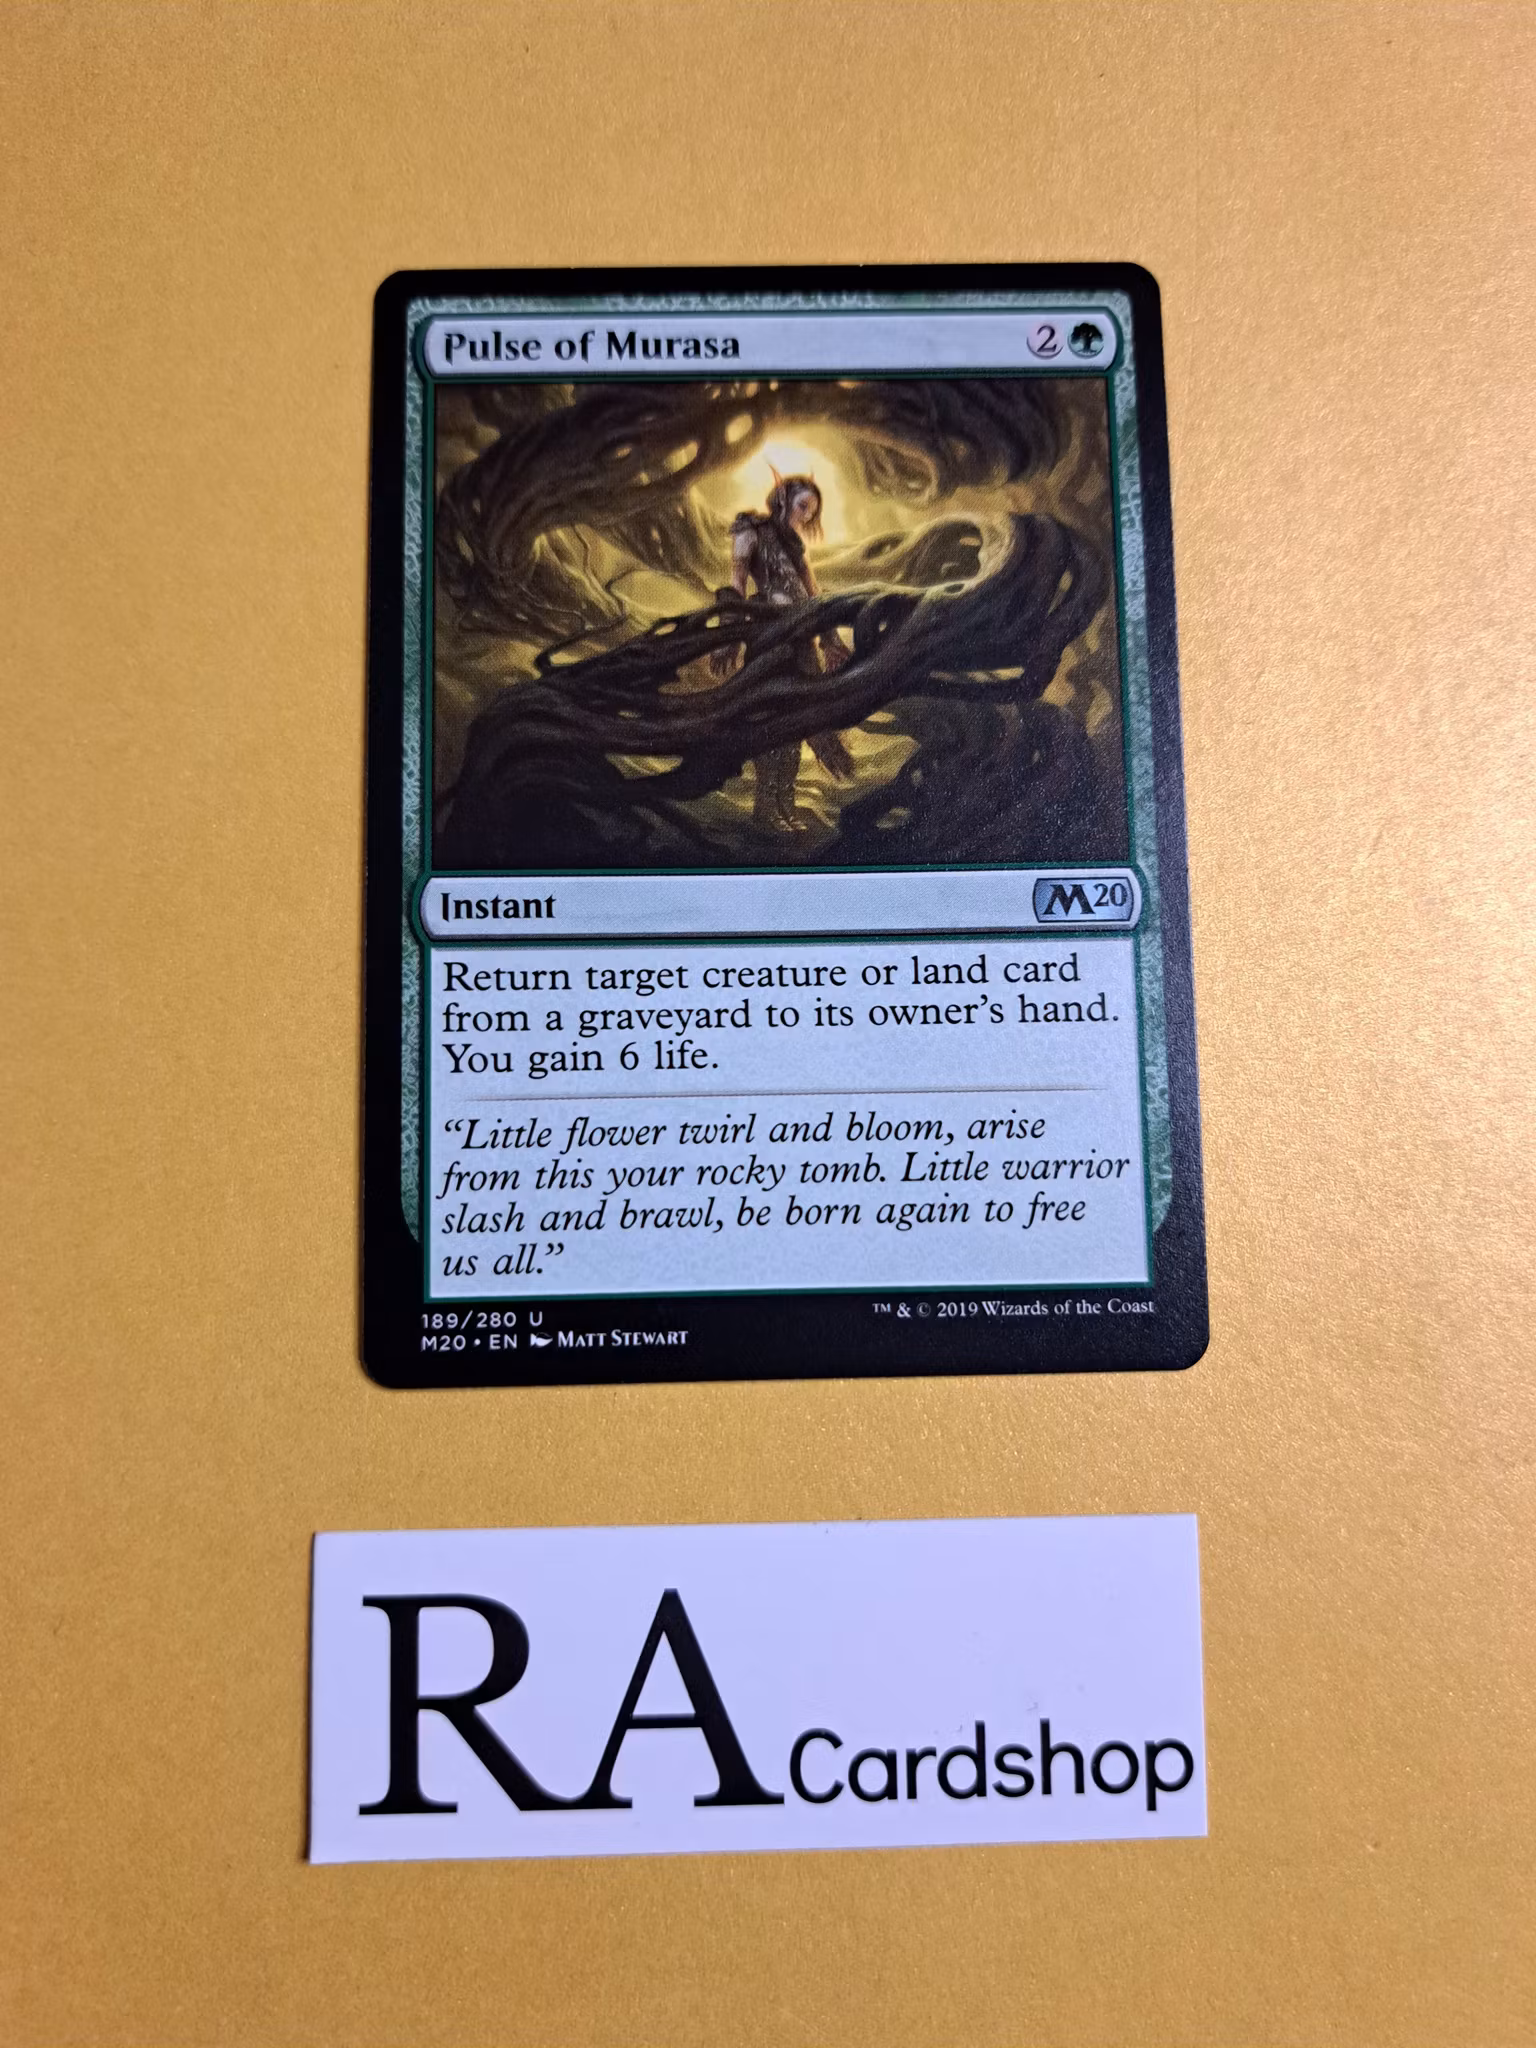 Pulse of Murasa 2
Instant M20
Return target creature or land card
from a graveyard to its owner's hand.
You gain 6 life.
“Little flower twirl and bloom, arise
from this your rocky tomb. Little warrior
slash and brawl, be born again to free
us all.”
189/280 U ™ & © 2019 Wizards of the Coast
M20 • EN Matt Stewart
RA Cardshop